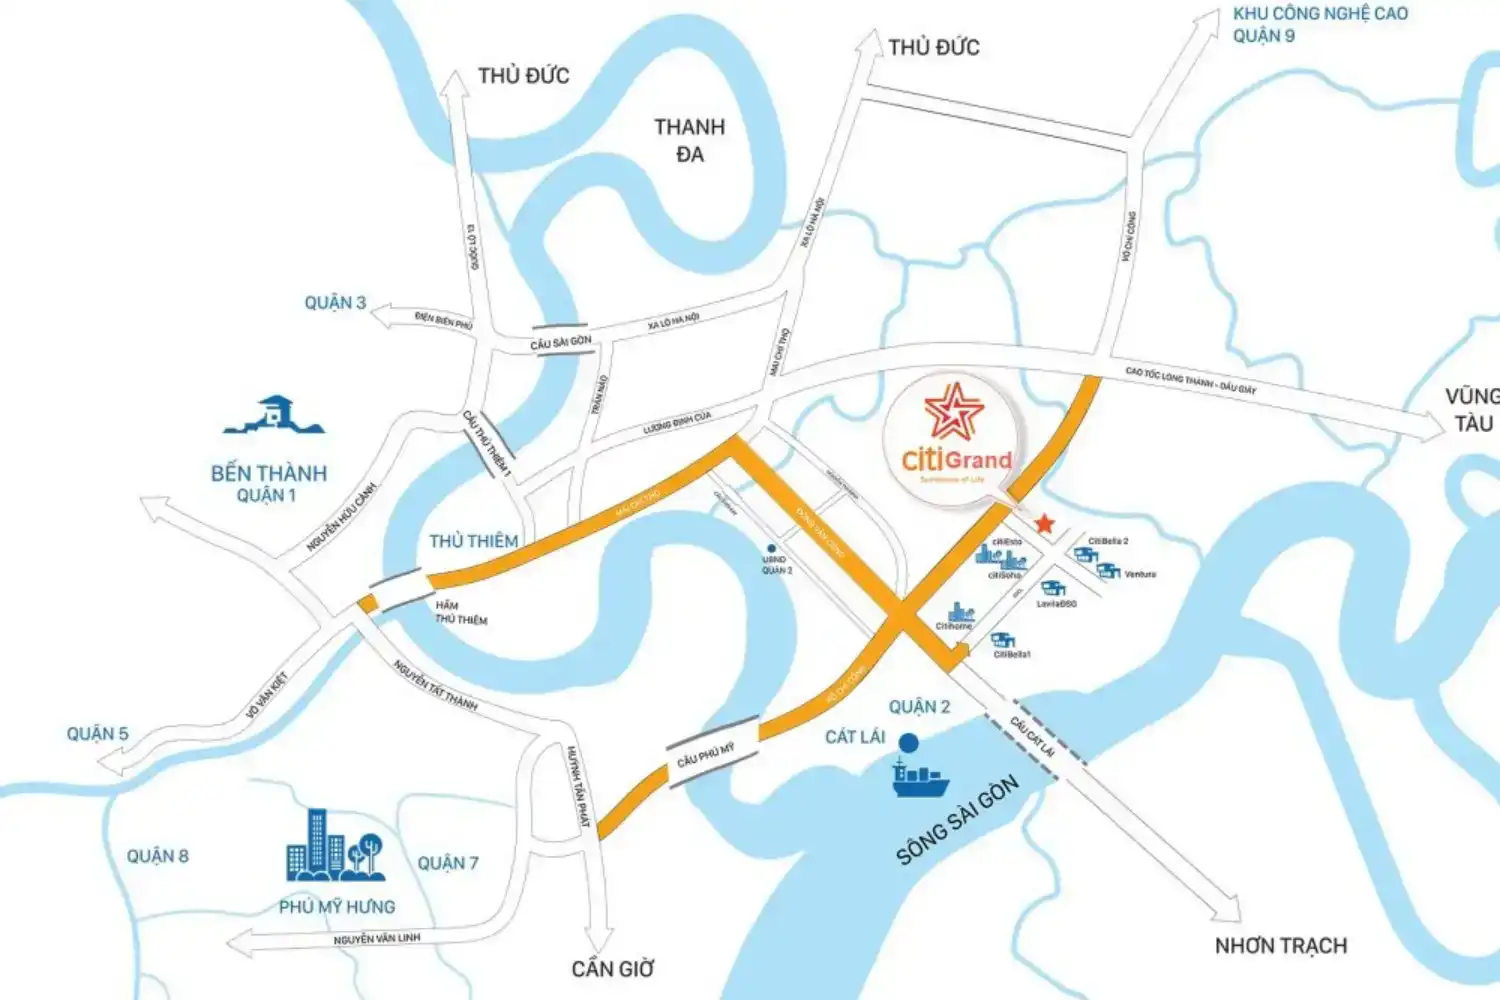 KHU CÔNG NGHỆ CAO
QUẬN 9
THỦ ĐỨC
THỦ ĐỨC
THANH
ĐA
XA LỘ HÀ NỘI
VÕ CHÍ CÔNG
QUỐC LỘ 13
QUẬN 3
ĐIỆN BIÊN PHỦ
CẦU SÀI GÒN
XA LỘ HÀ NỘI
MAI CHÍ THỌ
TRẦN NÃO
CAO TỐC LONG THÀNH - DẦU GIÂY
VŨNG
TÀU
LƯƠNG ĐỊNH CỦA
CẦU THỦ THIÊM 1
citiGrand
BẾN THÀNH
QUẬN 1
NGUYỄN HỮU CẢNH
MAI CHÍ THỌ
ĐỒNG VĂN CỐNG
THỦ THIÊM
UBND
QUẬN 2
citiEsto
citiSoho
CitiBella 2
Ventura
LavilaĐSG
HẦM
THỦ THIÊM
Citihome
CitiBella1
NGUYỄN TẤT THÀNH
VÕ VĂN KIỆT
VÕ CHÍ CÔNG
QUẬN 5
QUẬN 2
CÁT LÁI
CẦU CÁT LÁI
CẦU PHÚ MỸ
HUỲNH TẤN PHÁT
SÔNG SÀI GÒN
QUẬN 8
QUẬN 7
PHÚ MỸ HƯNG
NGUYỄN VĂN LINH
CẦN GIỜ
NHƠN TRẠCH